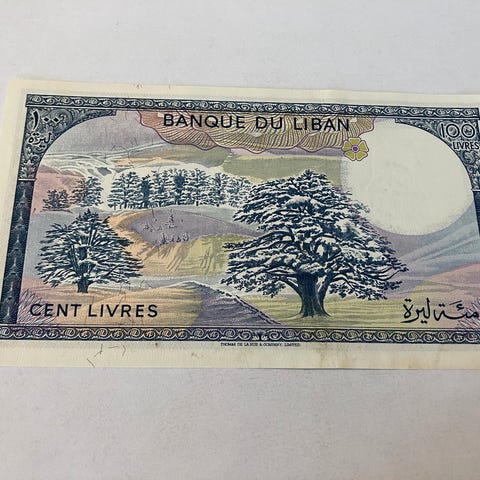 BANQUE DU LIBAN
١٠٠
100
LIVRES
CENT LIVRES
مئة ليرة
THOMAS DE LA RUE & COMPANY, LIMITED.